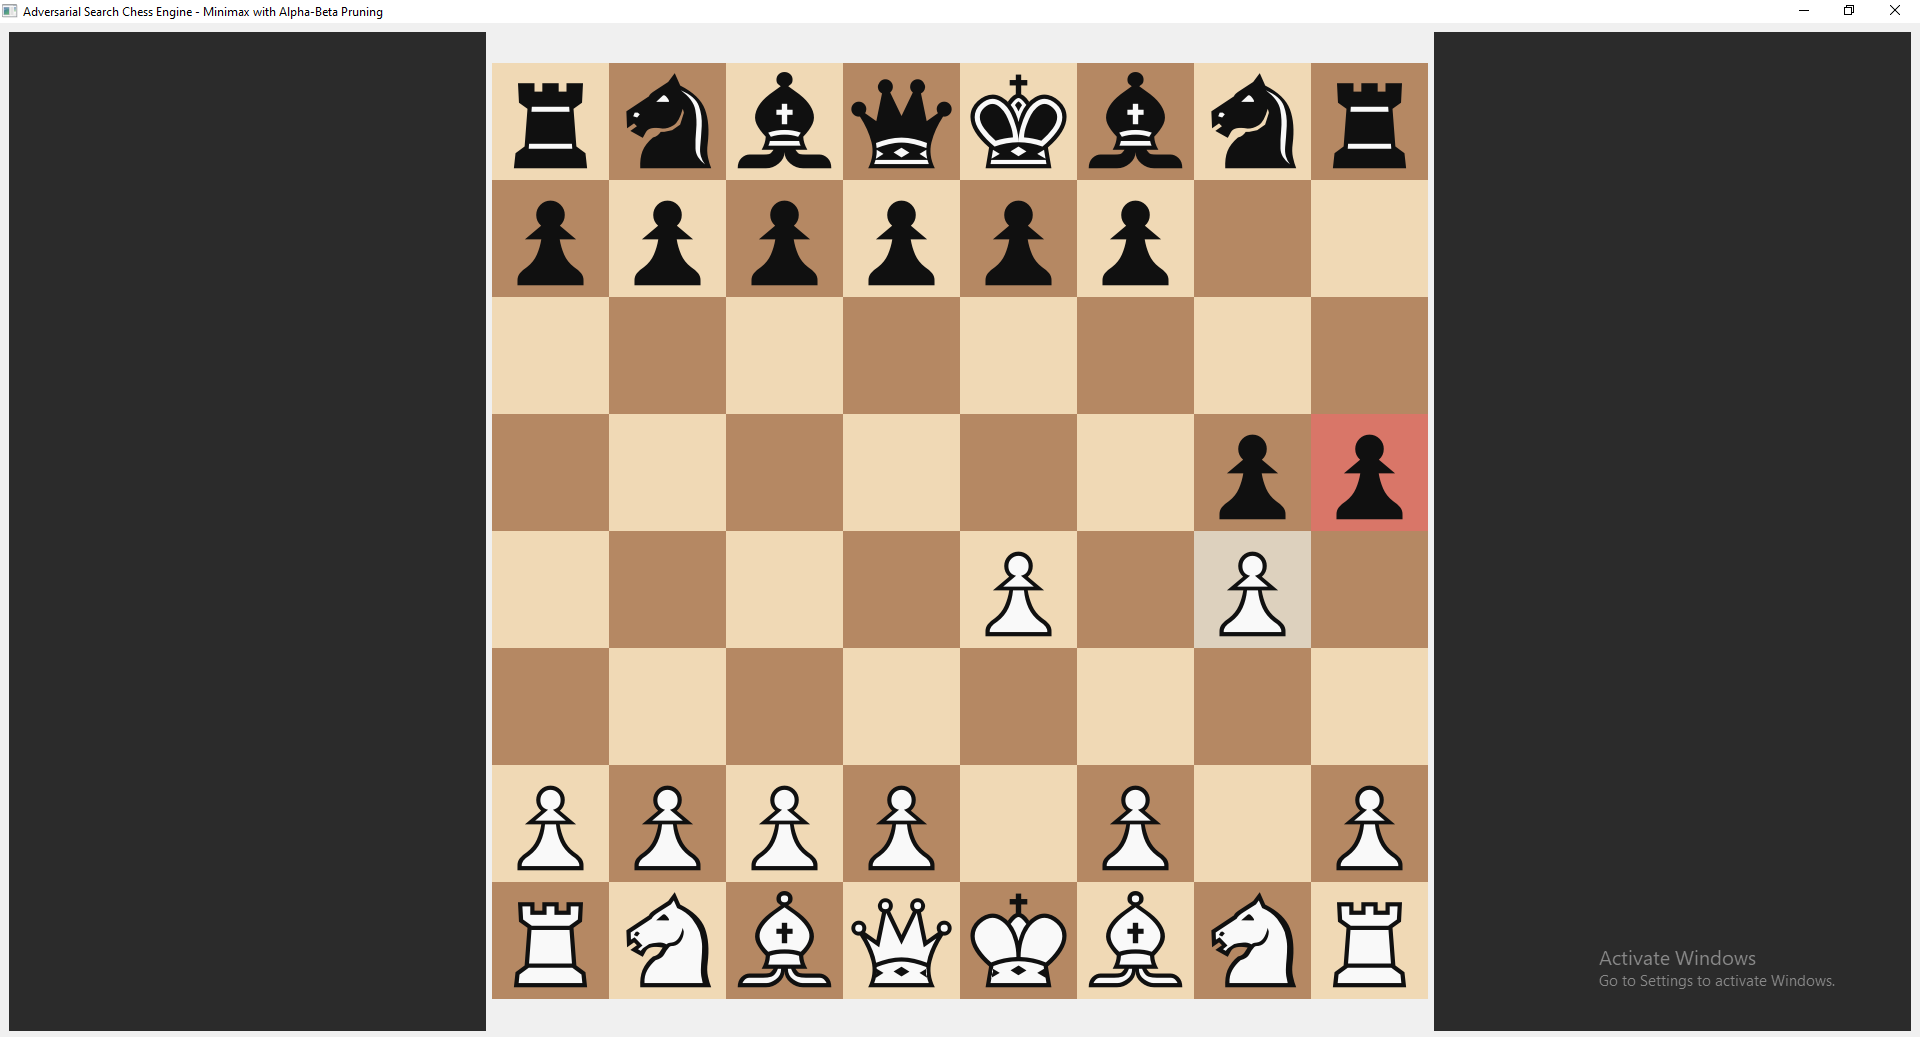 Adversarial Search Chess Engine - Minimax with Alpha-Beta Pruning
Activate Windows
Go to Settings to activate Windows.